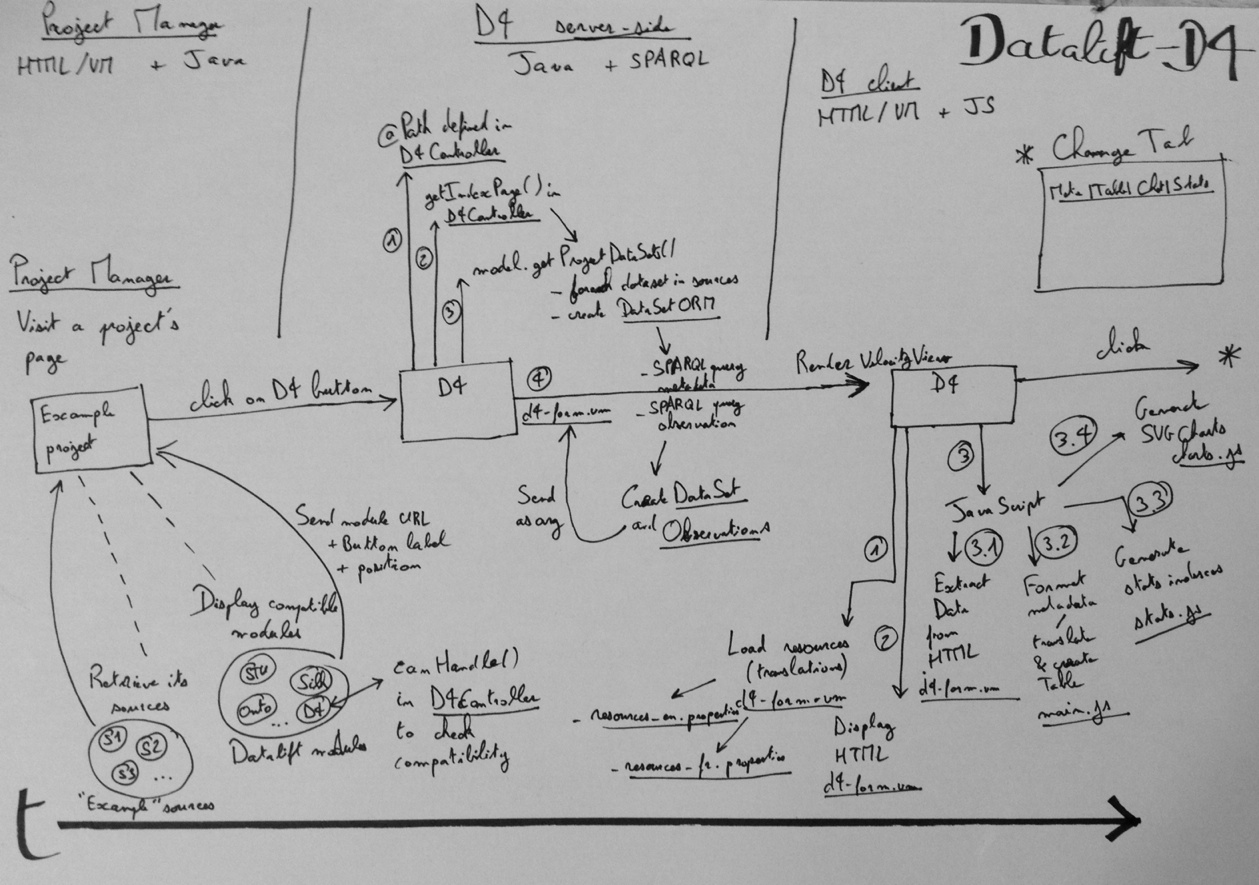 Project Manager
HTML/VM + Java
D4 server-side
Java + SPARQL
Datalift-D4
D4 client
HTML/VM + JS
* Change Tab
Meta | Table | Chart | Stats
@Path defined in
D4Controller
getIndexPage() in
D4Controller
1
2
3
model.getProjectDataSets()
- foreach dataset in sources
- create DataSetORM
- SPARQL query
metadata
- SPARQL query
observation
Create DataSet
and Observations
Send
as arg
Project Manager
Visit a project's
page
Example
project
click on D4 button
D4
4
d4-form.vm
Render VelocityView
D4
click
*
Send module URL
+ Button label
+ position
Display compatible
modules
STV
Silk
Onto
...
D4
Datalift modules
canHandle()
in D4Controller
to check
compatibility
Retrieve its
sources
S1
S2
S3
...
"Example" sources
1
Load resources
(translations)
d4-form.vm
- resources_en.properties
- resources_fr.properties
2
Display
HTML
d4-form.vm
3
JavaScript
3.1
Extract
Data
from
HTML
d4-form.vm
3.2
Format
metadata
translate
& create
Table
main.js
3.3
Generate
stats indexes
stats.js
3.4
Generate
SVG Charts
charts.js
t